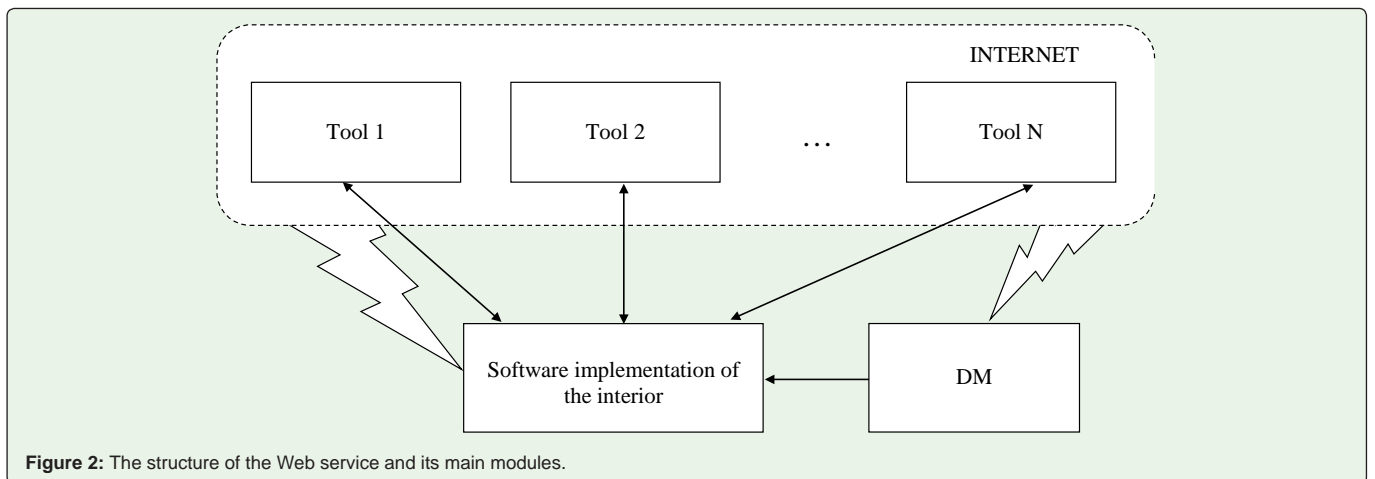 INTERNET
Tool 1
Tool 2
...
Tool N
Software implementation of
the interior
DM
Figure 2: The structure of the Web service and its main modules.